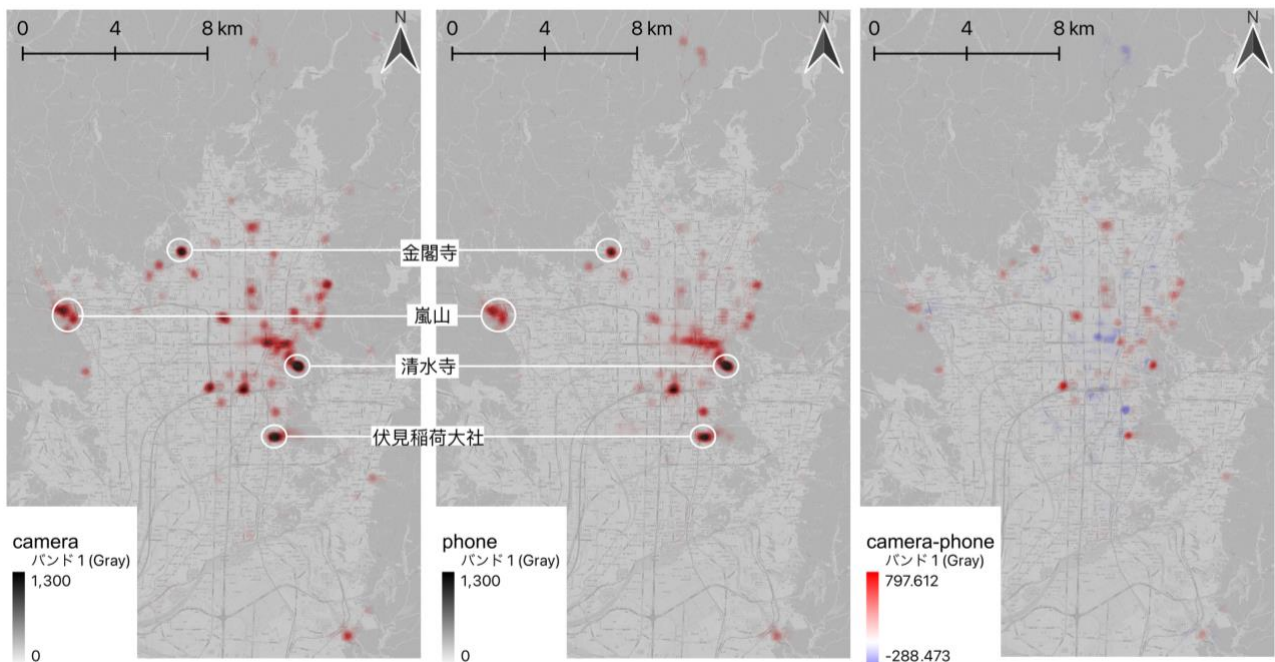 0 4 8 km N
0 4 8 km N
0 4 8 km N
金閣寺
嵐山
清水寺
伏見稲荷大社
camera
バンド 1 (Gray)
1,300
0
phone
バンド 1 (Gray)
1,300
0
camera-phone
バンド 1 (Gray)
797.612
-288.473